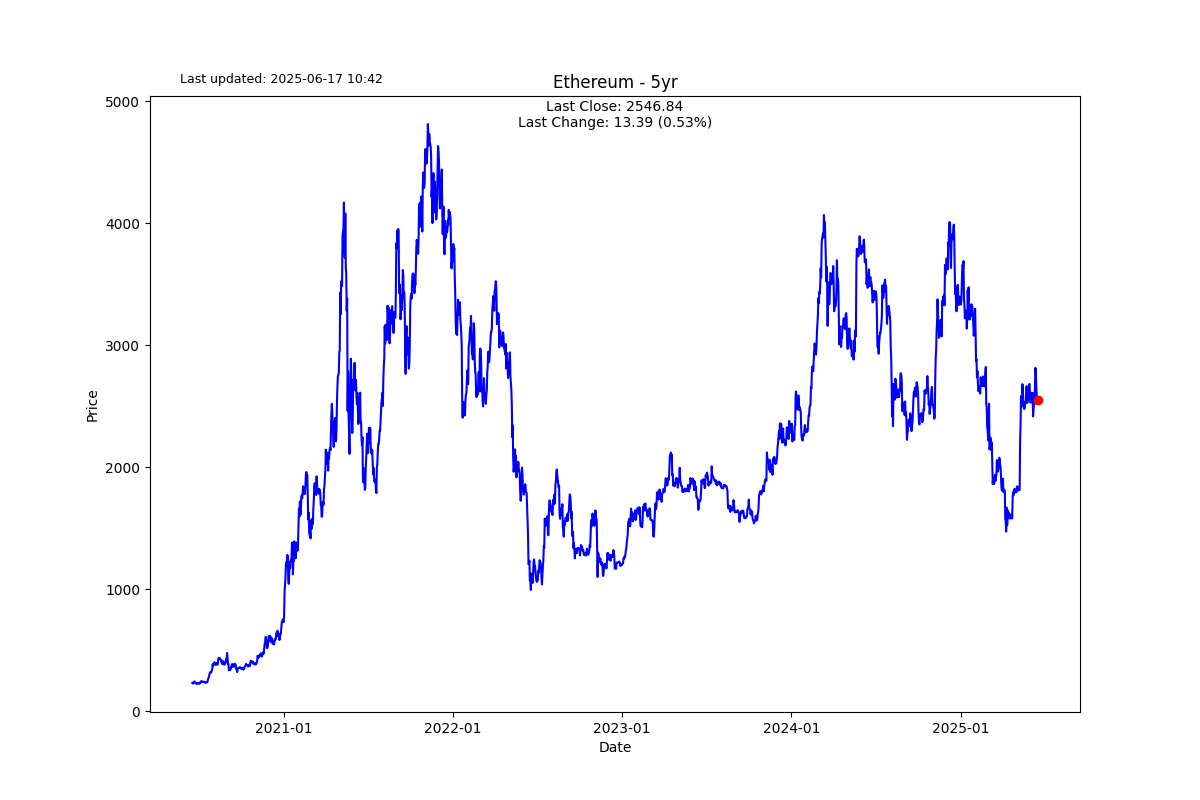 Last updated: 2025-06-17 10:42
Ethereum - 5yr
Last Close: 2546.84
Last Change: 13.39 (0.53%)
5000
4000
3000
2000
1000
0
Price
2021-01
2022-01
2023-01
2024-01
2025-01
Date